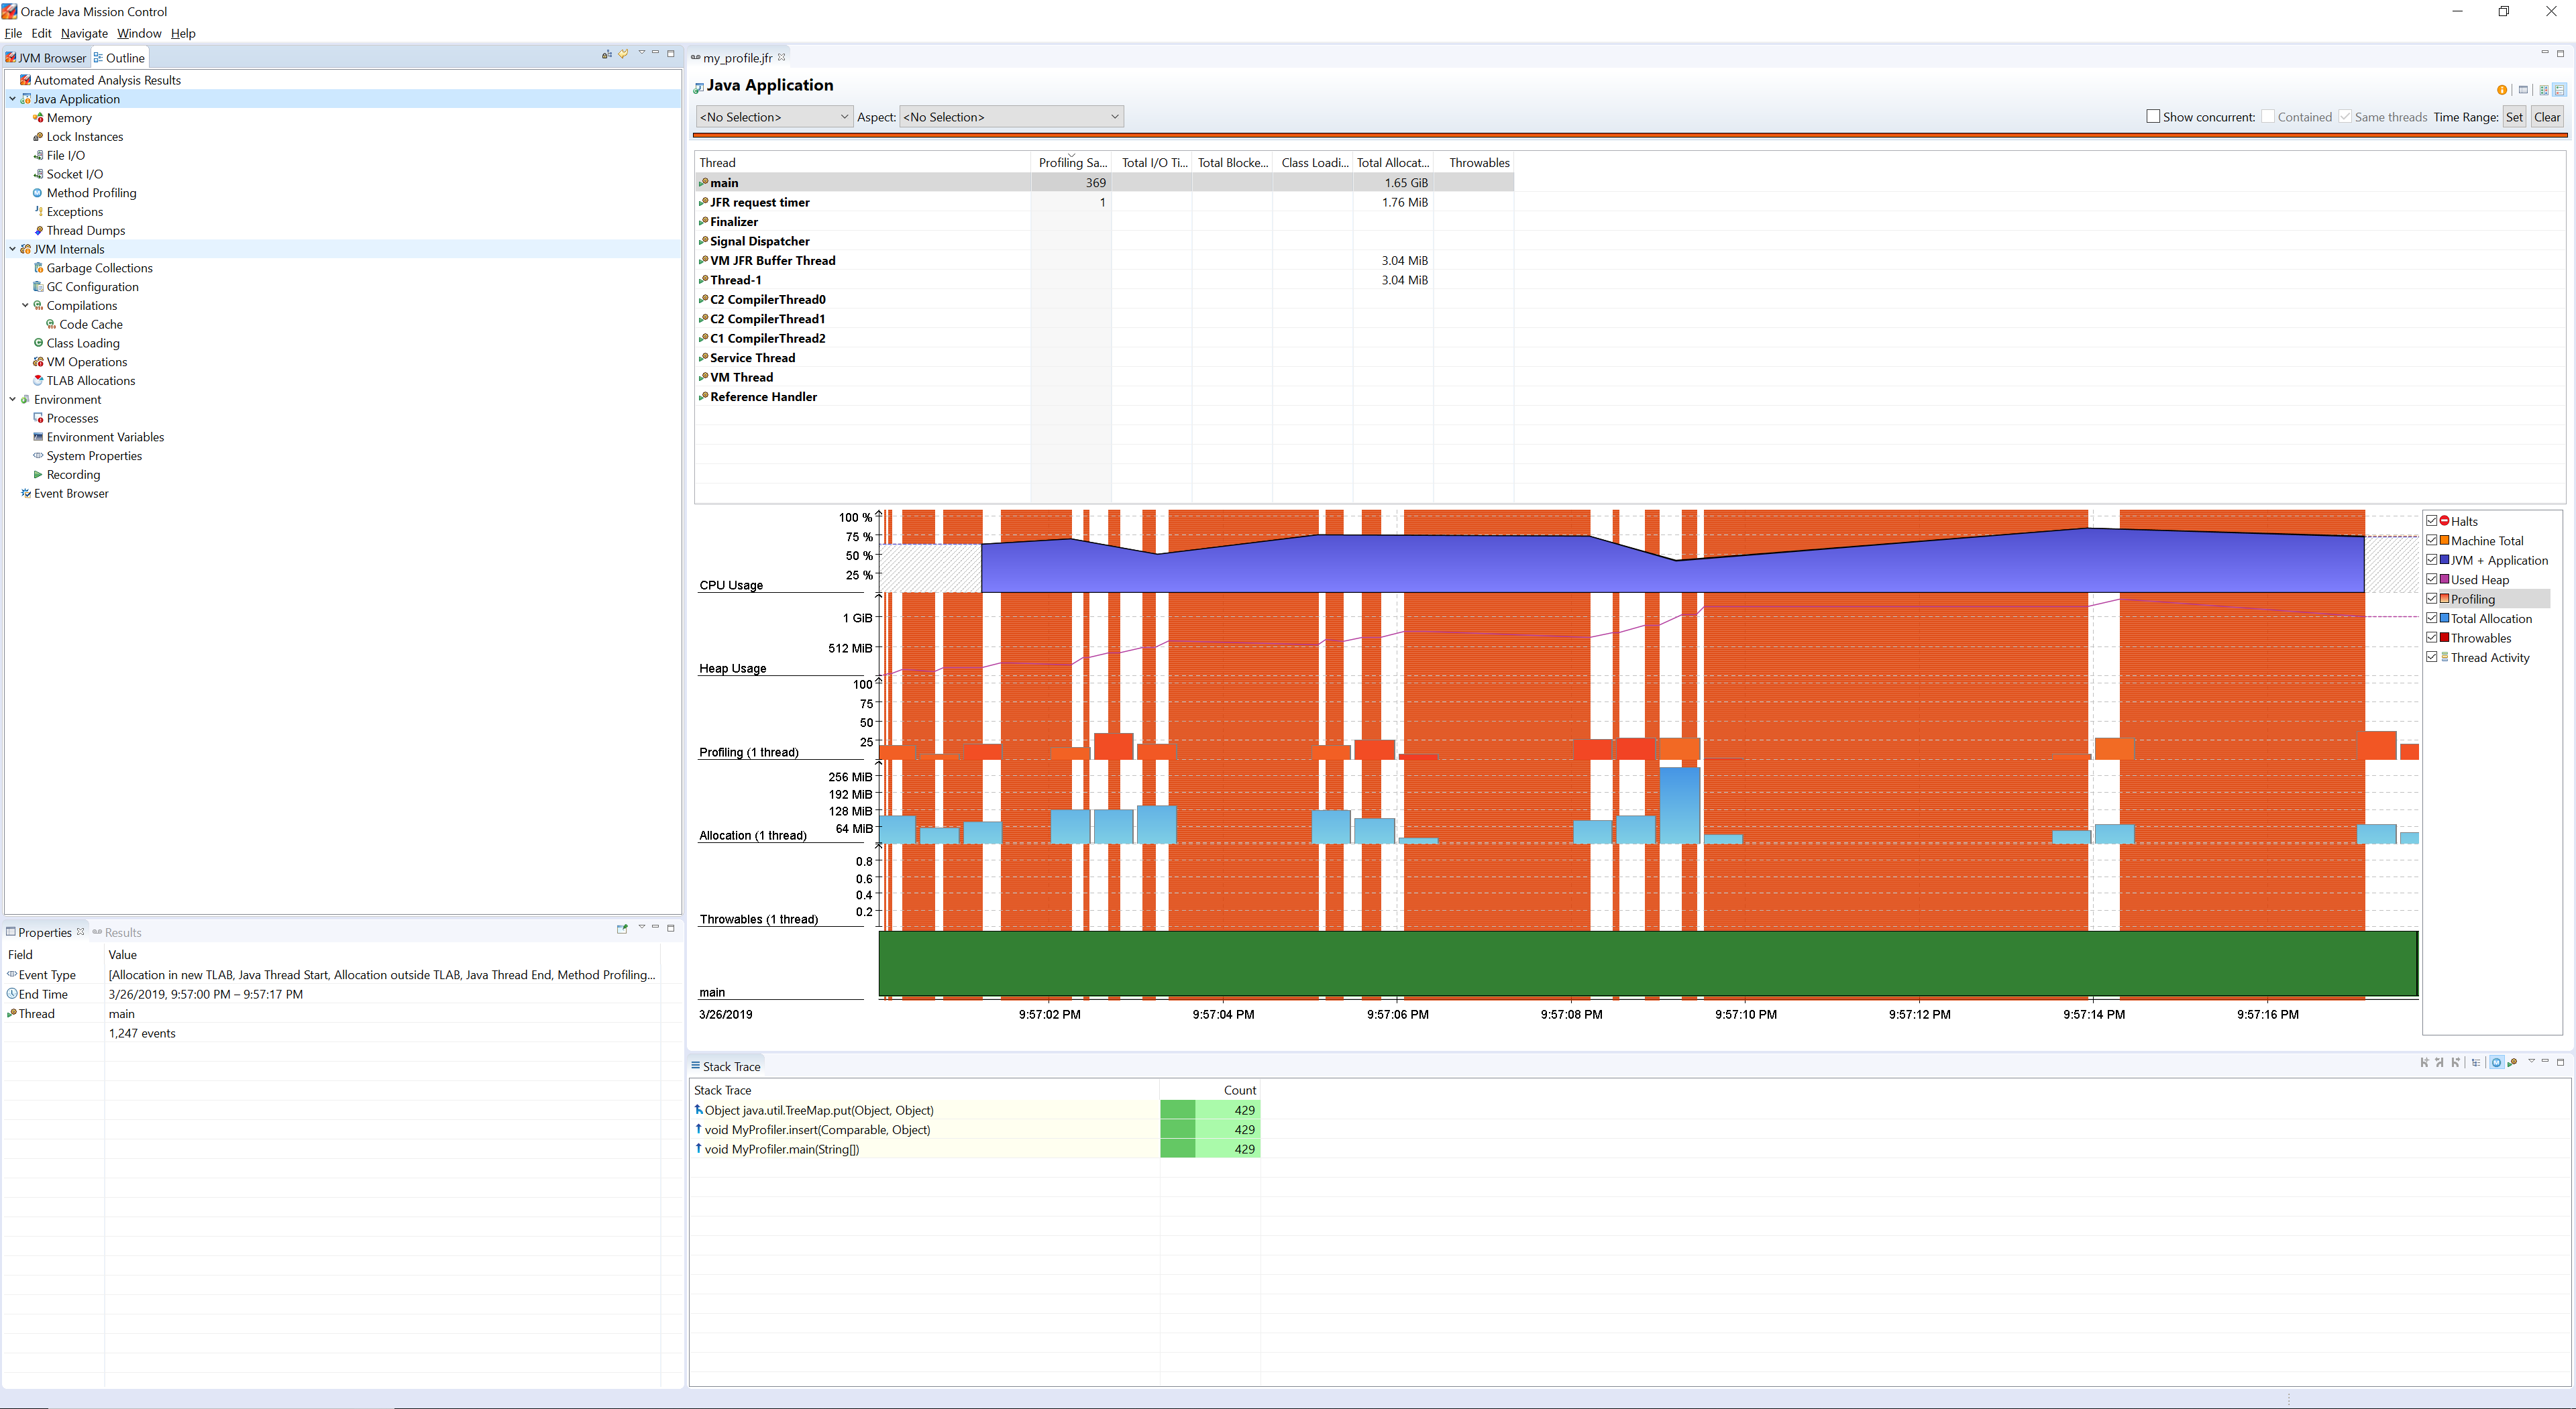 Oracle Java Mission Control
File Edit Navigate Window Help
JVM Browser Outline
Automated Analysis Results
Java Application
Memory
Lock Instances
File I/O
Socket I/O
Method Profiling
Exceptions
Thread Dumps
JVM Internals
Garbage Collections
GC Configuration
Compilations
Code Cache
Class Loading
VM Operations
TLAB Allocations
Environment
Processes
Environment Variables
System Properties
Recording
Event Browser
Properties Results
Field Value
Event Type [Allocation in new TLAB, Java Thread Start, Allocation outside TLAB, Java Thread End, Method Profiling...
End Time 3/26/2019, 9:57:00 PM – 9:57:17 PM
Thread main
1,247 events
my_profile.jfr
Java Application
<No Selection> Aspect: <No Selection> Show concurrent: Contained Same threads Time Range: Set Clear
Thread Profiling Sa... Total I/O Ti... Total Blocke... Class Loadi... Total Allocat... Throwables
main 369 1.65 GiB
JFR request timer 1 1.76 MiB
Finalizer
Signal Dispatcher
VM JFR Buffer Thread 3.04 MiB
Thread-1 3.04 MiB
C2 CompilerThread0
C2 CompilerThread1
C1 CompilerThread2
Service Thread
VM Thread
Reference Handler
100 %
75 %
50 %
25 %
CPU Usage
1 GiB
512 MiB
Heap Usage
100
75
50
25
Profiling (1 thread)
256 MiB
192 MiB
128 MiB
64 MiB
Allocation (1 thread)
0.8
0.6
0.4
0.2
Throwables (1 thread)
main
3/26/2019 9:57:02 PM 9:57:04 PM 9:57:06 PM 9:57:08 PM 9:57:10 PM 9:57:12 PM 9:57:14 PM 9:57:16 PM
Halts
Machine Total
JVM + Application
Used Heap
Profiling
Total Allocation
Throwables
Thread Activity
Stack Trace
Stack Trace Count
Object java.util.TreeMap.put(Object, Object) 429
void MyProfiler.insert(Comparable, Object) 429
void MyProfiler.main(String[]) 429